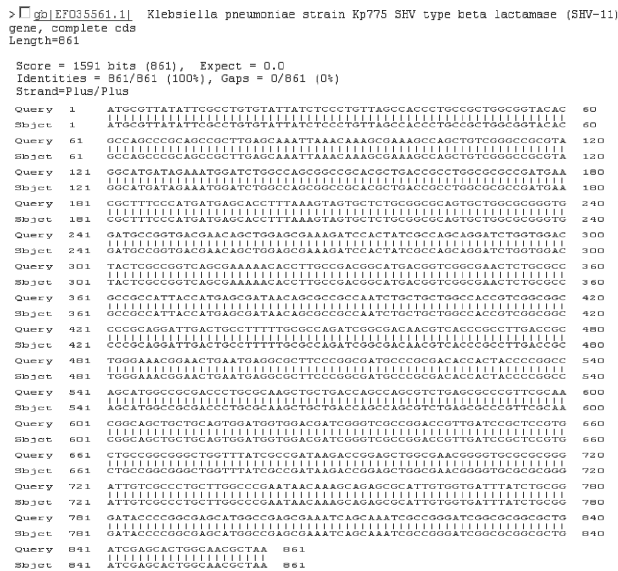 > gb|EF035561.1| Klebsiella pneumoniae strain Kp775 SHV type beta lactamase (SHV-11)
gene, complete cds
Length=861
Score = 1591 bits (861), Expect = 0.0
Identities = 861/861 (100%), Gaps = 0/861 (0%)
Strand=Plus/Plus
Query 1 ATGCGTTATATTCGCCTGTGTATTATCTCCCTGTTAGCCACCCTGCCGCTGGCGGTACAC 60
Sbjct 1 ATGCGTTATATTCGCCTGTGTATTATCTCCCTGTTAGCCACCCTGCCGCTGGCGGTACAC 60
Query 61 GCCAGCCCGCAGCCGCTTGAGCAAATTAAACAAAGCGAAAGCCAGCTGTCGGGCCGCGTA 120
Sbjct 61 GCCAGCCCGCAGCCGCTTGAGCAAATTAAACAAAGCGAAAGCCAGCTGTCGGGCCGCGTA 120
Query 121 GGCATGATAGAAATGGATCTGGCCAGCGGCCGCACGCTGACCGCCTGGCGCGCCGATGAA 180
Sbjct 121 GGCATGATAGAAATGGATCTGGCCAGCGGCCGCACGCTGACCGCCTGGCGCGCCGATGAA 180
Query 181 CGCTTTCCCATGATGAGCACCTTTAAAGTAGTGCTCTGCGGCGCAGTGCTGGCGCGGGTG 240
Sbjct 181 CGCTTTCCCATGATGAGCACCTTTAAAGTAGTGCTCTGCGGCGCAGTGCTGGCGCGGGTG 240
Query 241 GATGCCGGTGACGAACAGCTGGAGCGAAAGATCCACTATCGCCAGCAGGATCTGGTGGAC 300
Sbjct 241 GATGCCGGTGACGAACAGCTGGAGCGAAAGATCCACTATCGCCAGCAGGATCTGGTGGAC 300
Query 301 TACTCGCCGGTCAGCGAAAAACACCTTGCCGACGGCATGACGGTCGGCGAACTCTGCGCC 360
Sbjct 301 TACTCGCCGGTCAGCGAAAAACACCTTGCCGACGGCATGACGGTCGGCGAACTCTGCGCC 360
Query 361 GCCGCCATTACCATGAGCGATAACAGCGCCGCCAATCTGCTGCTGGCCACCGTCGGCGGC 420
Sbjct 361 GCCGCCATTACCATGAGCGATAACAGCGCCGCCAATCTGCTGCTGGCCACCGTCGGCGGC 420
Query 421 CCCGCAGGATTGACTGCCTTTTTGCGCCAGATCGGCGACAACGTCACCCGCCTTGACCGC 480
Sbjct 421 CCCGCAGGATTGACTGCCTTTTTGCGCCAGATCGGCGACAACGTCACCCGCCTTGACCGC 480
Query 481 TGGGAAACGGAACTGAATGAGGCGCTTCCCGGCGATGCCCGCGACACCACTACCCCGGCC 540
Sbjct 481 TGGGAAACGGAACTGAATGAGGCGCTTCCCGGCGATGCCCGCGACACCACTACCCCGGCC 540
Query 541 AGCATGGCCGCGACCCTGCGCAAGCTGCTGACCAGCCAGCGTCTGAGCGCCCGTTCGCAA 600
Sbjct 541 AGCATGGCCGCGACCCTGCGCAAGCTGCTGACCAGCCAGCGTCTGAGCGCCCGTTCGCAA 600
Query 601 CGGCAGCTGCTGCAGTGGATGGTGGACGATCGGGTCGCCGGACCGTTGATCCGCTCCGTG 660
Sbjct 601 CGGCAGCTGCTGCAGTGGATGGTGGACGATCGGGTCGCCGGACCGTTGATCCGCTCCGTG 660
Query 661 CTGCCGGCGGGCTGGTTTATCGCCGATAAGACCGGAGCTGGCGAACGGGGTGCGCGCGGG 720
Sbjct 661 CTGCCGGCGGGCTGGTTTATCGCCGATAAGACCGGAGCTGGCGAACGGGGTGCGCGCGGG 720
Query 721 ATTGTCGCCCTGCTTGGCCCGAATAACAAAGCAGAGCGCATTGTGGTGATTTATCTGCGG 780
Sbjct 721 ATTGTCGCCCTGCTTGGCCCGAATAACAAAGCAGAGCGCATTGTGGTGATTTATCTGCGG 780
Query 781 GATACCCCGGCGAGCATGGCCGAGCGAAATCAGCAAATCGCCGGGATCGGCGCGGCGCTG 840
Sbjct 781 GATACCCCGGCGAGCATGGCCGAGCGAAATCAGCAAATCGCCGGGATCGGCGCGGCGCTG 840
Query 841 ATCGAGCACTGGCAACGCTAA 861
Sbjct 841 ATCGAGCACTGGCAACGCTAA 861